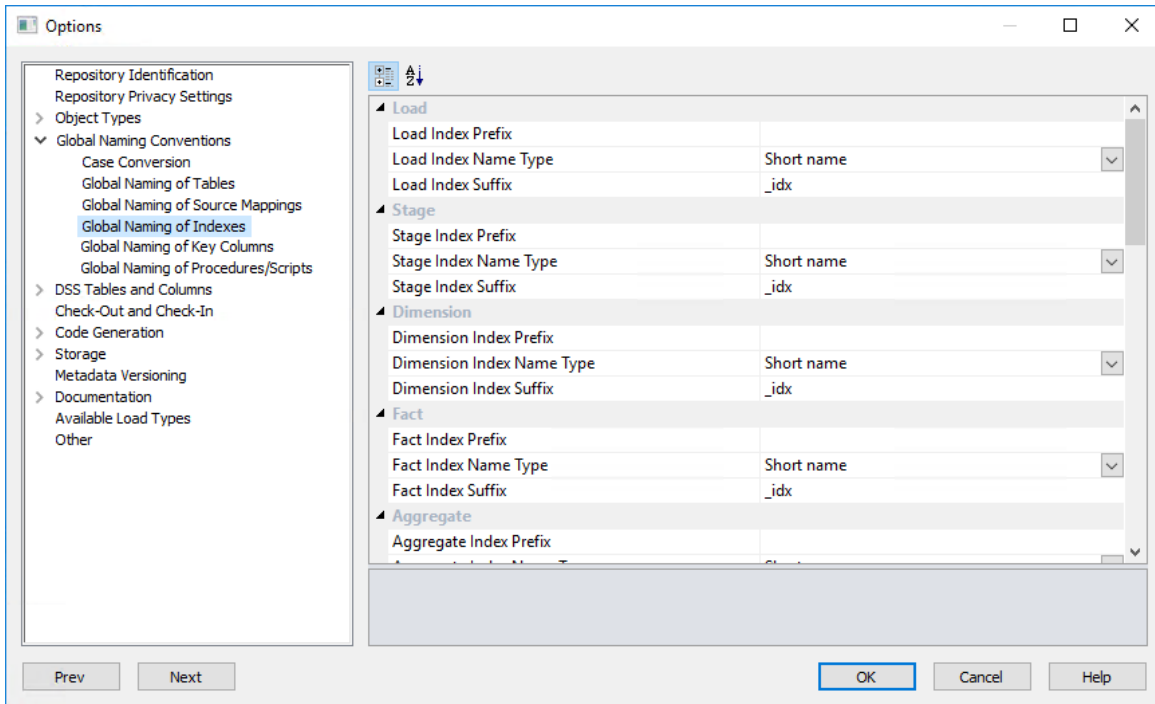 Options
Repository Identification
Repository Privacy Settings
Object Types
Global Naming Conventions
Case Conversion
Global Naming of Tables
Global Naming of Source Mappings
Global Naming of Indexes
Global Naming of Key Columns
Global Naming of Procedures/Scripts
DSS Tables and Columns
Check-Out and Check-In
Code Generation
Storage
Metadata Versioning
Documentation
Available Load Types
Other
Load
Load Index Prefix
Load Index Name Type Short name
Load Index Suffix _idx
Stage
Stage Index Prefix
Stage Index Name Type Short name
Stage Index Suffix _idx
Dimension
Dimension Index Prefix
Dimension Index Name Type Short name
Dimension Index Suffix _idx
Fact
Fact Index Prefix
Fact Index Name Type Short name
Fact Index Suffix _idx
Aggregate
Aggregate Index Prefix
Prev Next OK Cancel Help